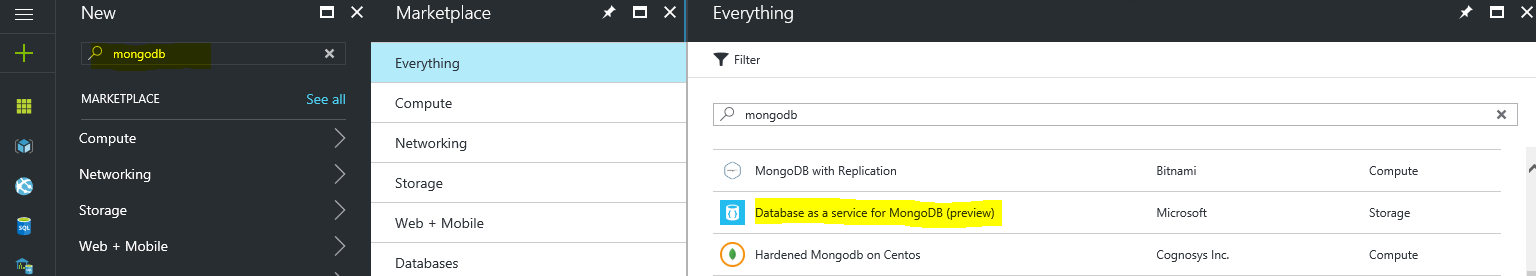 New
mongodb
MARKETPLACE See all
Compute
Networking
Storage
Web + Mobile
SQL
Marketplace
Everything
Compute
Networking
Storage
Web + Mobile
Databases
Everything
Filter
mongodb
MongoDB with Replication Bitnami Compute
Database as a service for MongoDB (preview) Microsoft Storage
Hardened Mongodb on Centos Cognosys Inc. Compute